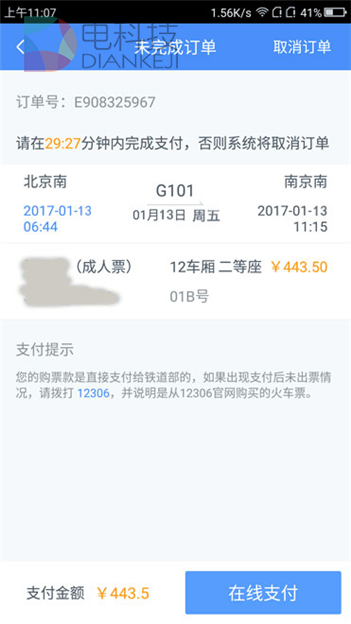 上午11:07 1.56K/s 41%
电科技
DIANKEJI
未完成订单 取消订单
订单号：E908325967
请在29:27分钟内完成支付，否则系统将取消订单
北京南 G101 南京南
2017-01-13 01月13日 周五 2017-01-13
06:44 11:15
（成人票） 12车厢 二等座 ￥443.50
01B号
支付提示
您的购票款是直接支付给铁道部的，如果出现支付后未出票情
况，请拨打 12306，并说明是从12306官网购买的火车票。
支付金额 ￥443.5 在线支付